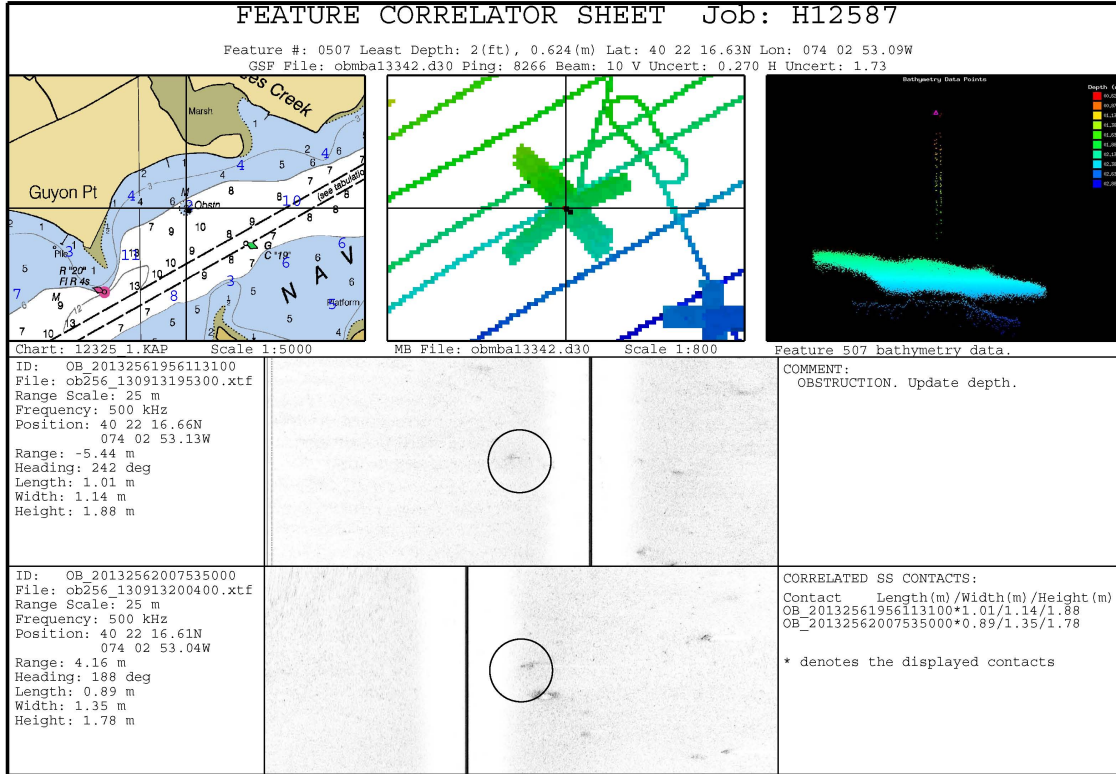 FEATURE CORRELATOR SHEET Job: H12587
Feature #: 0507 Least Depth: 2(ft), 0.624(m) Lat: 40 22 16.63N Lon: 074 02 53.09W
GSF File: obmba13342.d30 Ping: 8266 Beam: 10 V Uncert: 0.270 H Uncert: 1.73
es Creek
Marsh
Guyon Pt
M
Obstn
(see tabulation
Pile
R "20"
Fl R 4s
M
G
C "19"
N A V
Platform
Bathymetry Data Points
Chart: 12325_1.KAP Scale 1:5000
MB File: obmba13342.d30 Scale 1:800
Feature 507 bathymetry data.
ID: OB_20132561956113100
File: ob256_130913195300.xtf
Range Scale: 25 m
Frequency: 500 kHz
Position: 40 22 16.66N
074 02 53.13W
Range: -5.44 m
Heading: 242 deg
Length: 1.01 m
Width: 1.14 m
Height: 1.88 m
COMMENT:
OBSTRUCTION. Update depth.
ID: OB_20132562007535000
File: ob256_130913200400.xtf
Range Scale: 25 m
Frequency: 500 kHz
Position: 40 22 16.61N
074 02 53.04W
Range: 4.16 m
Heading: 188 deg
Length: 0.89 m
Width: 1.35 m
Height: 1.78 m
CORRELATED SS CONTACTS:
Contact Length(m)/Width(m)/Height(m)
OB_20132561956113100*1.01/1.14/1.88
OB_20132562007535000*0.89/1.35/1.78
* denotes the displayed contacts